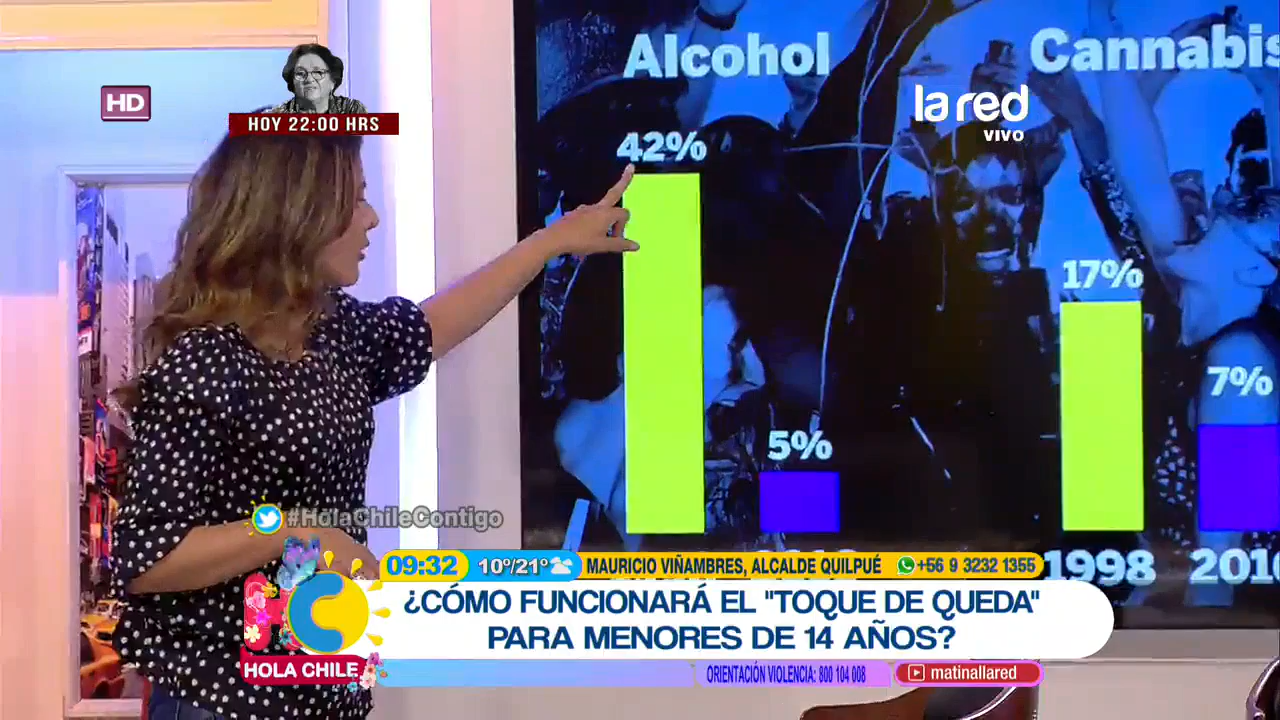 HD
HOY 22:00 HRS
Alcohol
Cannabis
la red
VIVO
42%
17%
7%
5%
#HolaChileContigo
1998
2010
09:32
10°/21°
MAURICIO VIÑAMBRES, ALCALDE QUILPUÉ
+56 9 3232 1355
¿CÓMO FUNCIONARÁ EL "TOQUE DE QUEDA"
PARA MENORES DE 14 AÑOS?
HOLA CHILE
ORIENTACIÓN VIOLENCIA: 800 104 008
matinallared